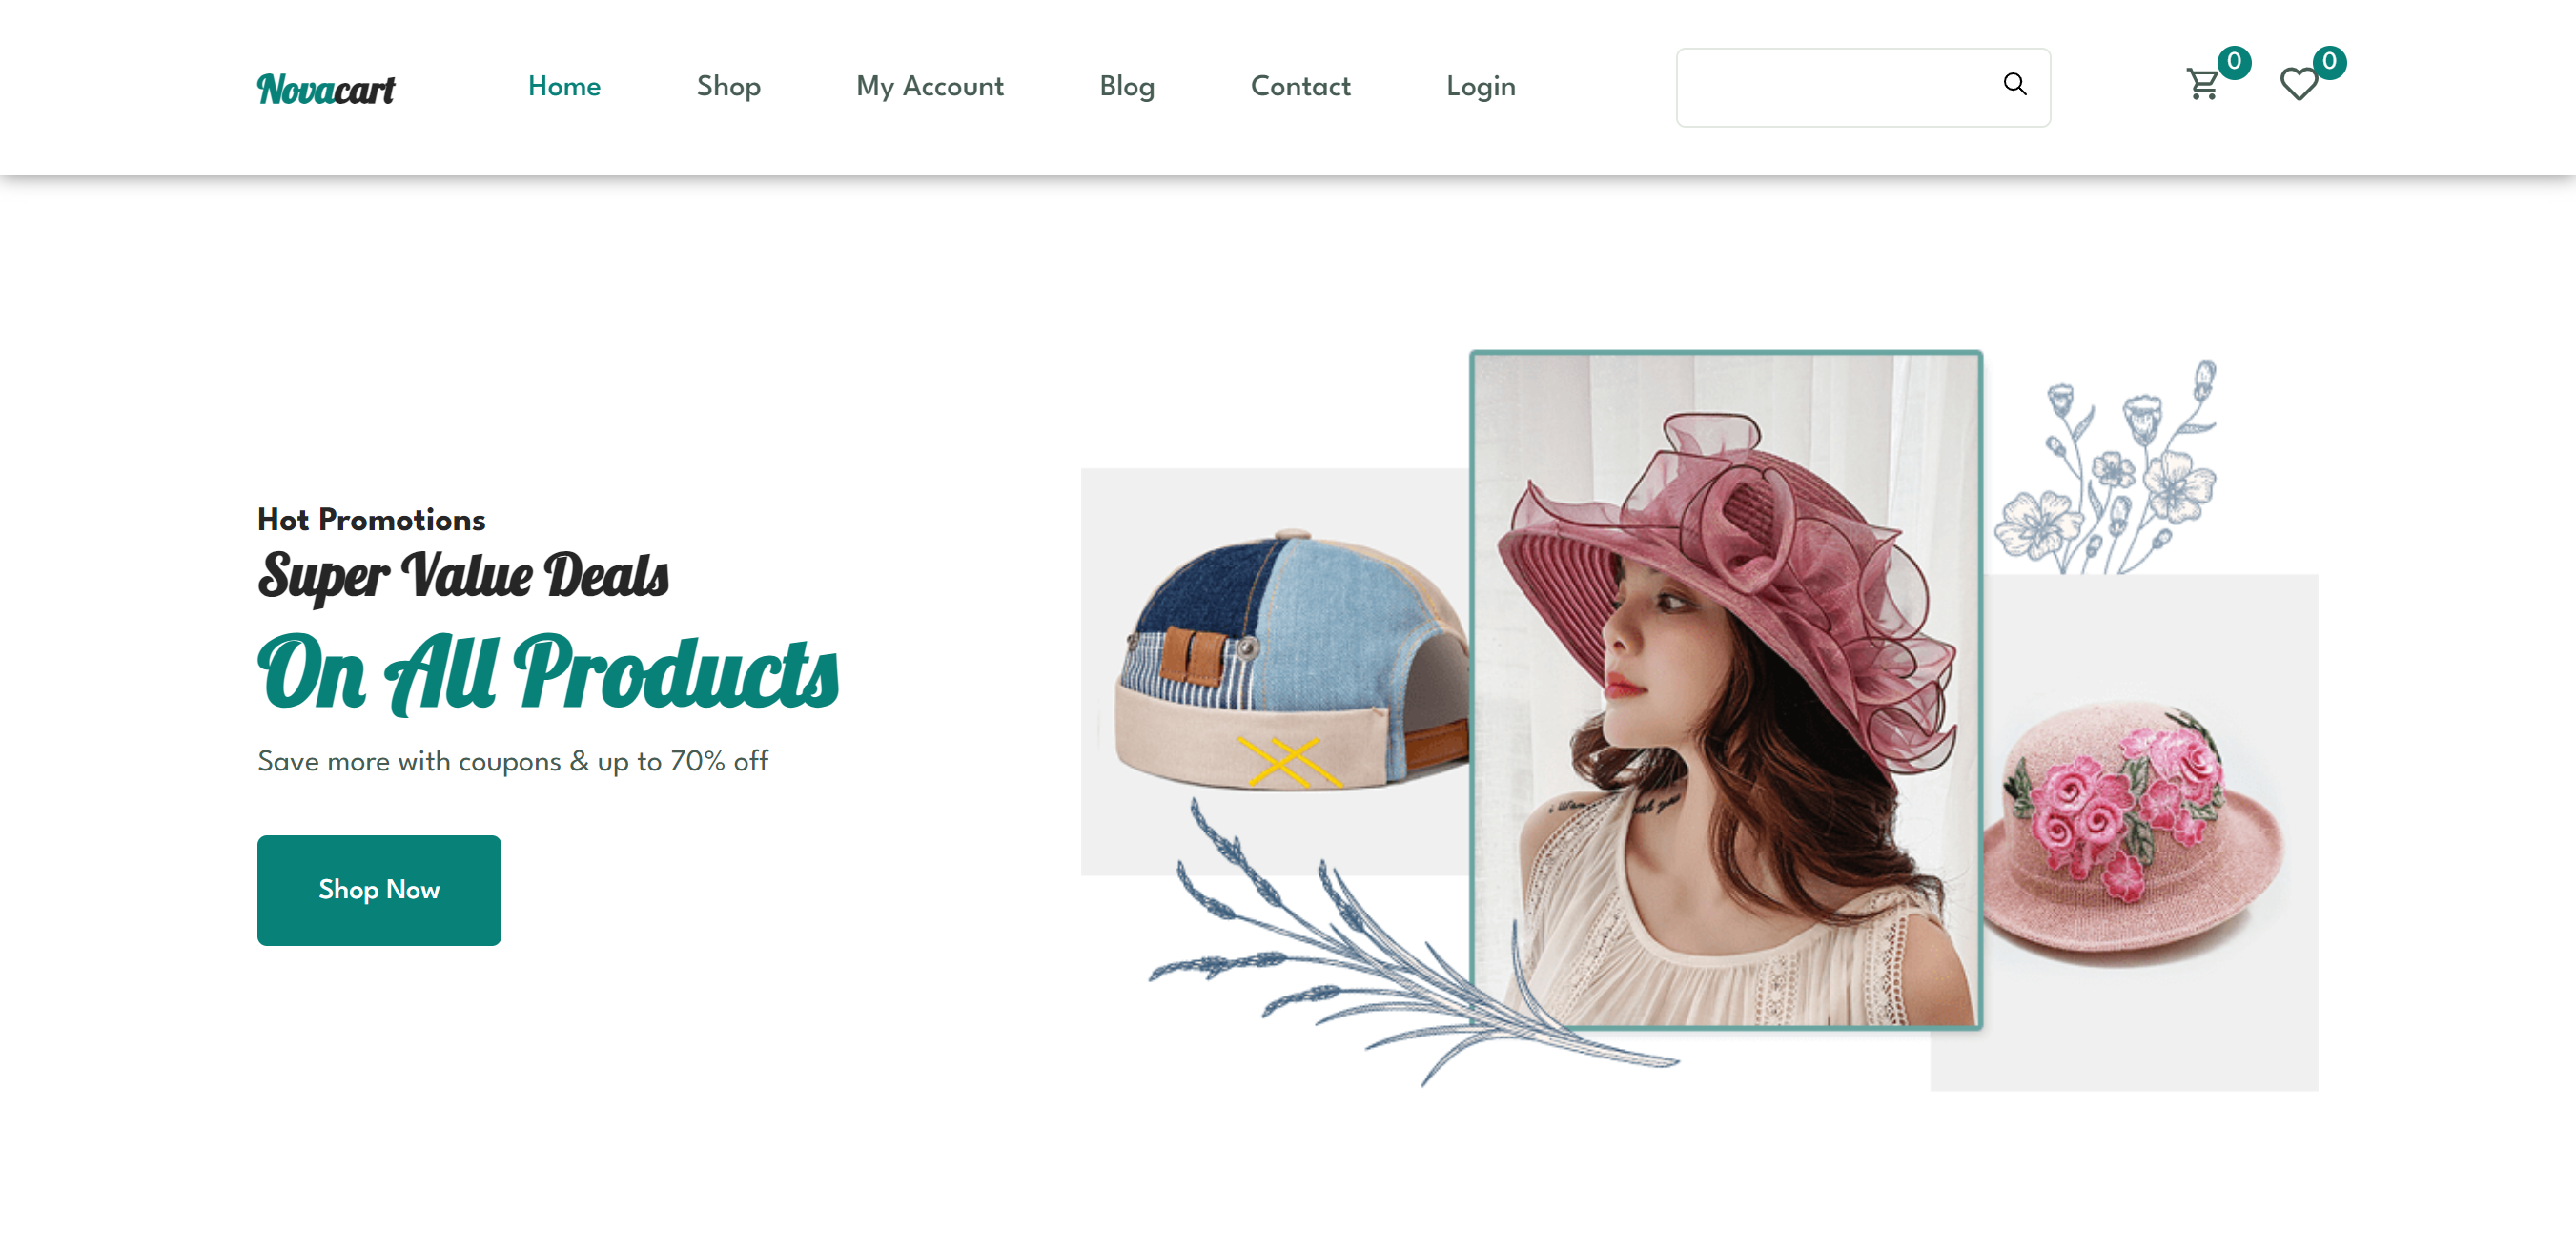 Novacart
Home Shop My Account Blog Contact Login
0 0
Hot Promotions
Super Value Deals
On All Products
Save more with coupons & up to 70% off
Shop Now